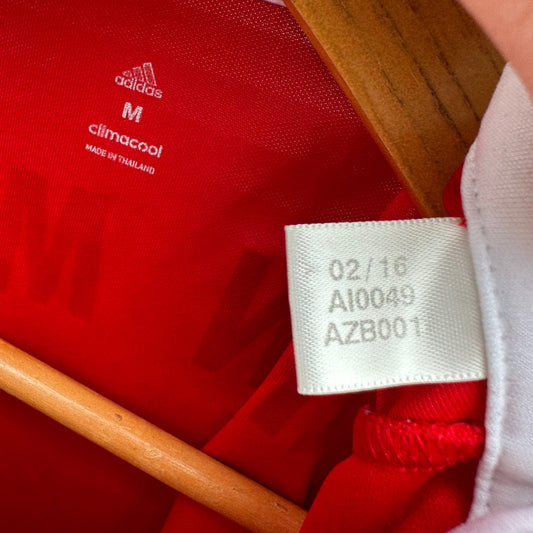 adidas
M
climacool
MADE IN THAILAND
02/16
AI0049
AZB001